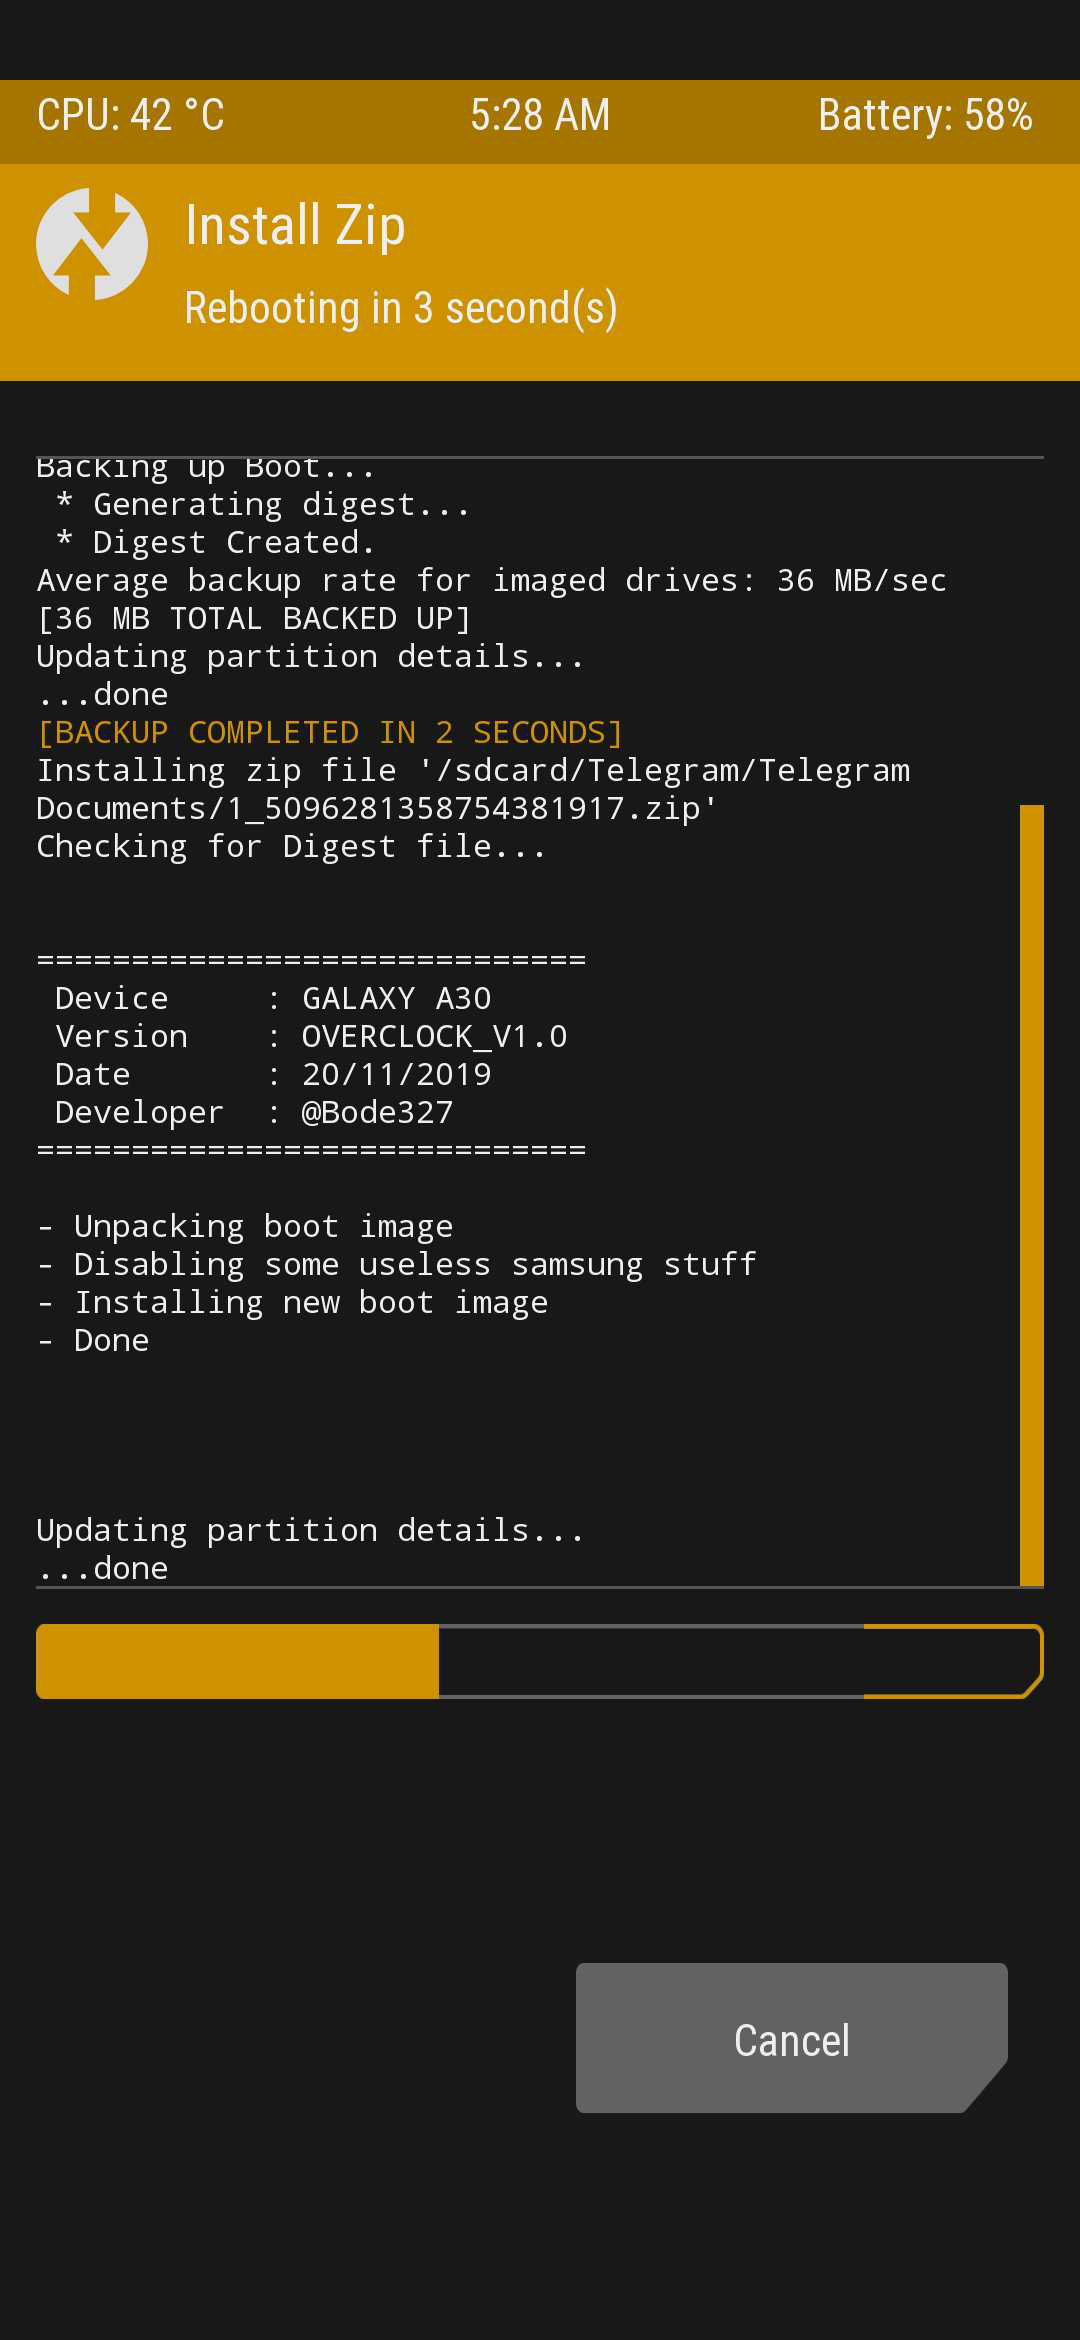 CPU: 42 °C 5:28 AM Battery: 58%
Install Zip
Rebooting in 3 second(s)
Backing up Boot...
 * Generating digest...
 * Digest Created.
Average backup rate for imaged drives: 36 MB/sec
[36 MB TOTAL BACKED UP]
Updating partition details...
...done
[BACKUP COMPLETED IN 2 SECONDS]
Installing zip file '/sdcard/Telegram/Telegram
Documents/1_5096281358754381917.zip'
Checking for Digest file...
=============================
 Device     : GALAXY A30
 Version    : OVERCLOCK_V1.0
 Date       : 20/11/2019
 Developer  : @Bode327
=============================
- Unpacking boot image
- Disabling some useless samsung stuff
- Installing new boot image
- Done
Updating partition details...
...done
Cancel